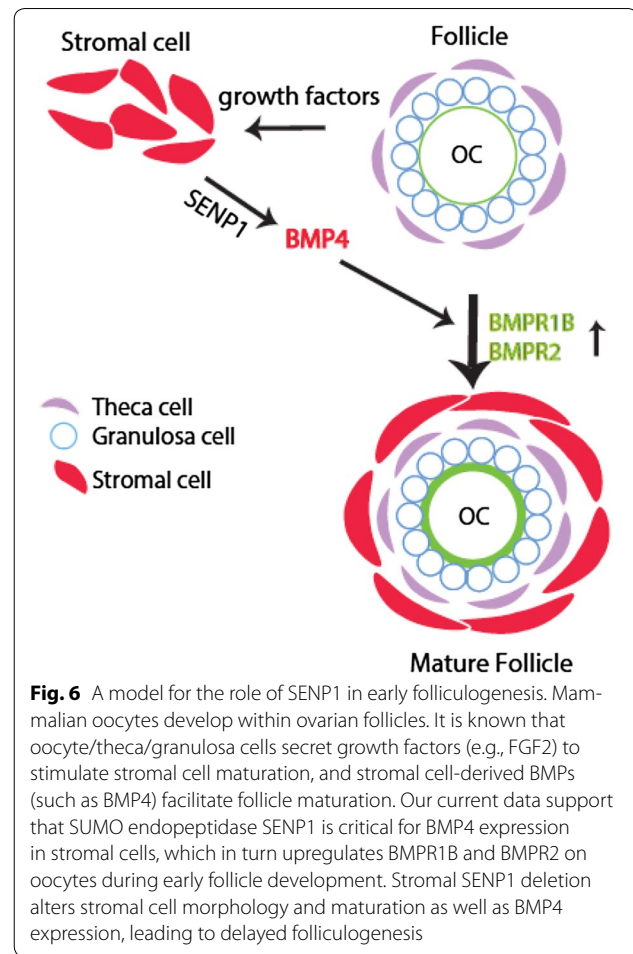 Stromal cell
Follicle
growth factors
OC
SENP1
BMP4
BMPR1B
BMPR2
Theca cell
Granulosa cell
Stromal cell
OC
Mature Follicle
Fig. 6 A model for the role of SENP1 in early folliculogenesis. Mam-
malian oocytes develop within ovarian follicles. It is known that
oocyte/theca/granulosa cells secret growth factors (e.g., FGF2) to
stimulate stromal cell maturation, and stromal cell-derived BMPs
(such as BMP4) facilitate follicle maturation. Our current data support
that SUMO endopeptidase SENP1 is critical for BMP4 expression
in stromal cells, which in turn upregulates BMPR1B and BMPR2 on
oocytes during early follicle development. Stromal SENP1 deletion
alters stromal cell morphology and maturation as well as BMP4
expression, leading to delayed folliculogenesis